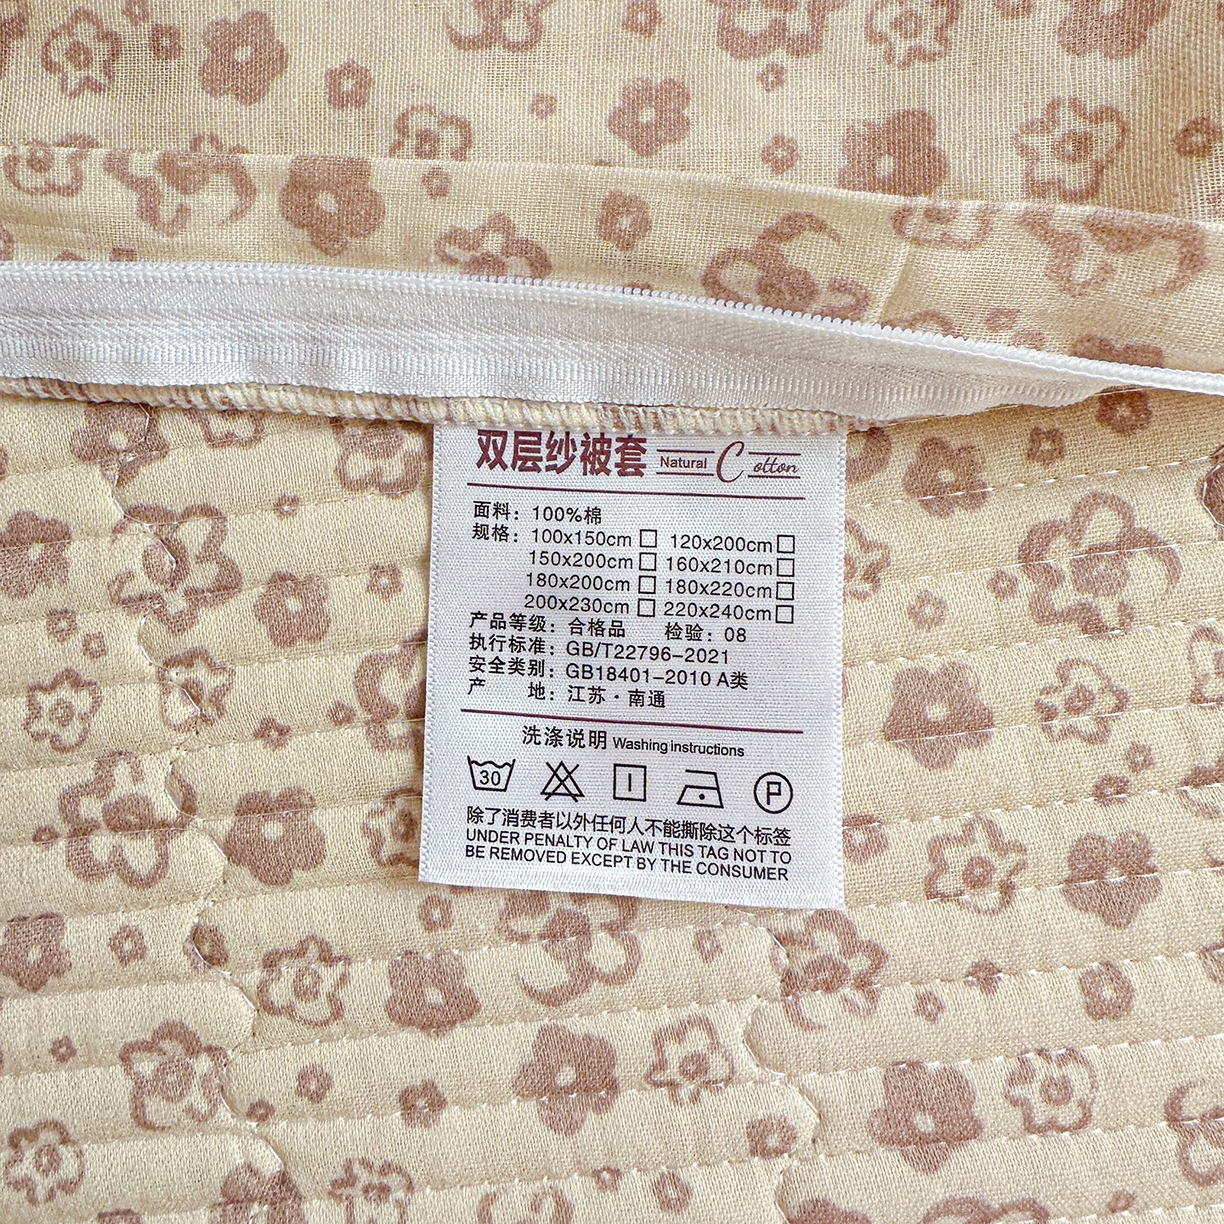 双层纱被套 Natural Cotton
面料：100%棉
规格：100x150cm □ 120x200cm □
150x200cm □ 160x210cm □
180x200cm □ 180x220cm □
200x230cm □ 220x240cm □
产品等级：合格品 检验：08
执行标准：GB/T22796-2021
安全类别：GB18401-2010 A类
产 地：江苏·南通
洗涤说明 Washing instructions
30 P
除了消费者以外任何人不能撕除这个标签
UNDER PENALTY OF LAW THIS TAG NOT TO
BE REMOVED EXCEPT BY THE CONSUMER